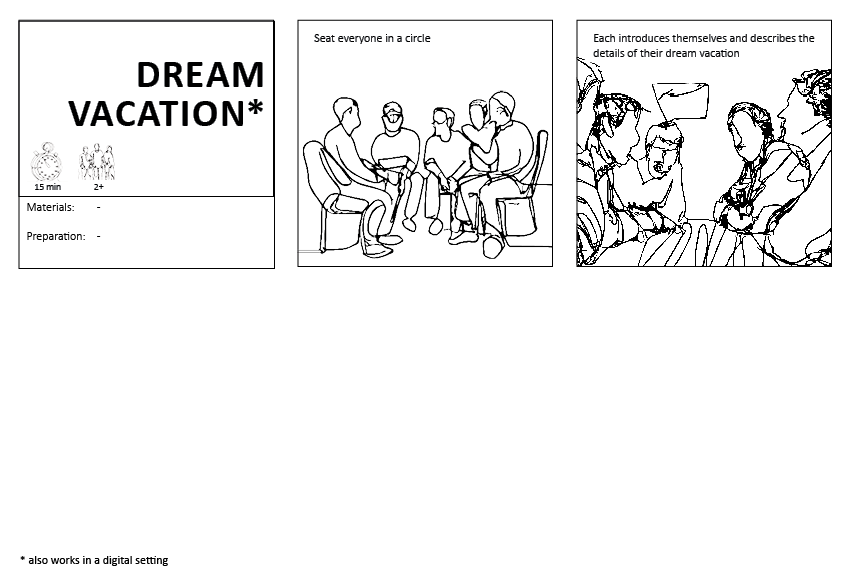 DREAM
VACATION*
15 min
2+
Materials: -
Preparation: -
Seat everyone in a circle
Each introduces themselves and describes the
details of their dream vacation
* also works in a digital setting